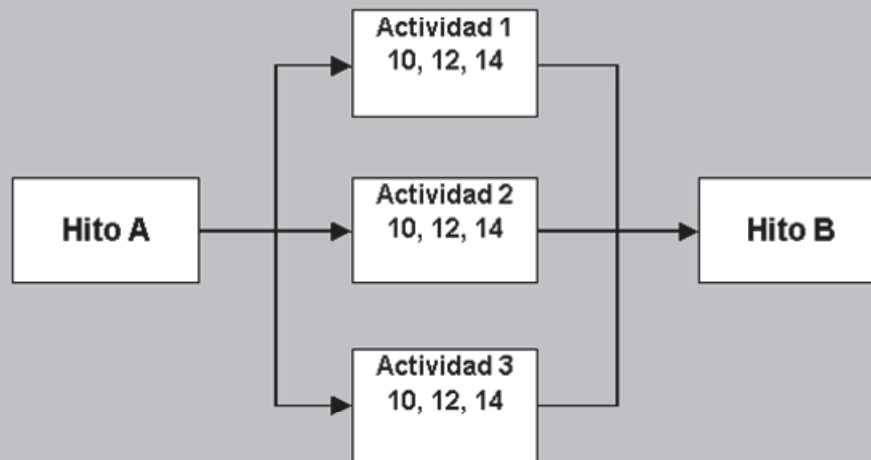 Actividad 1
10, 12, 14
Hito A
Actividad 2
10, 12, 14
Hito B
Actividad 3
10, 12, 14